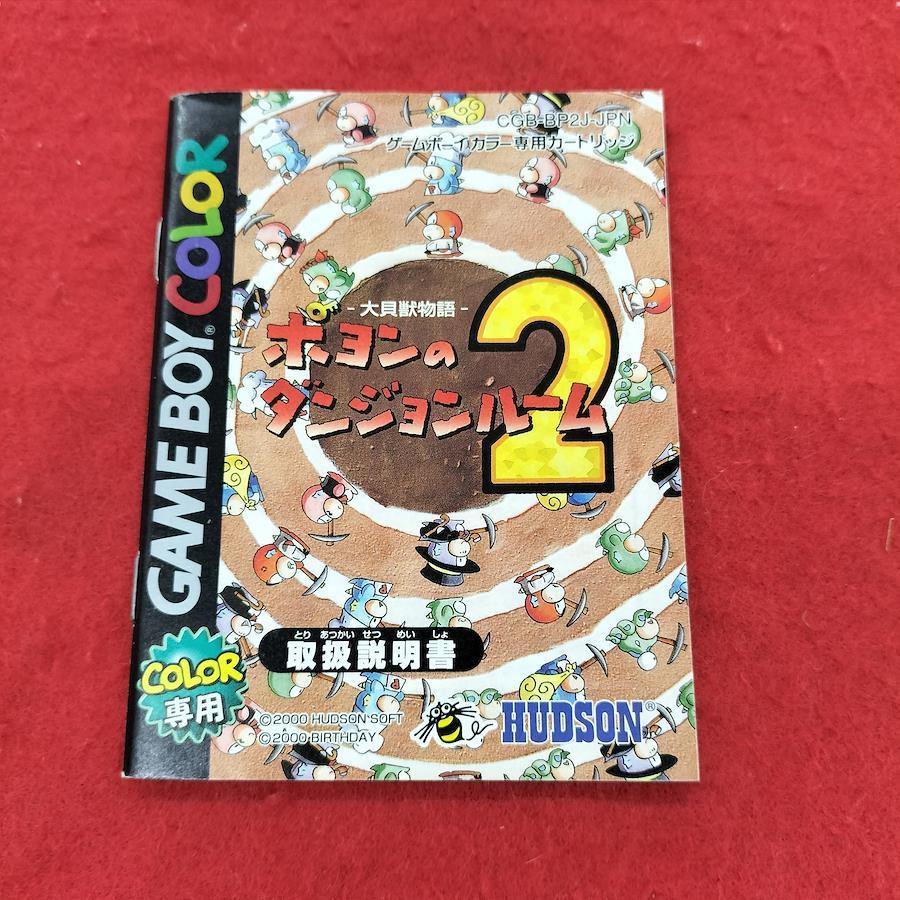 CGB-BP2J-JPN
ゲームボーイカラー専用カートリッジ
GAME BOY® COLOR
- 大貝獣物語 -
ポヨンの
ダンジョンルーム
2
とり あつかい せつ めい しょ
取扱説明書
COLOR
専用
©2000 HUDSON SOFT
©2000 BIRTHDAY
HUDSON®